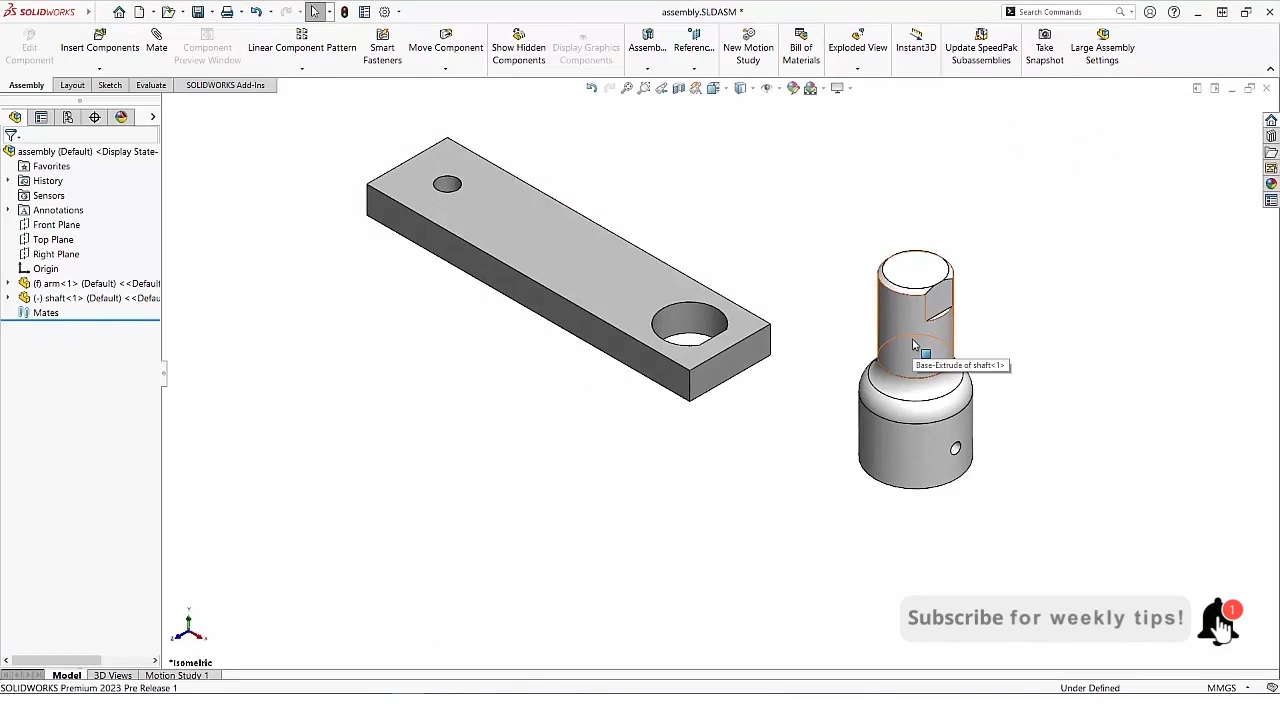 SOLIDWORKS
assembly.SLDASM *
Search Commands
Edit Component
Insert Components
Mate
Component Preview Window
Linear Component Pattern
Smart Fasteners
Move Component
Show Hidden Components
Display Graphics Components
Assemb...
Referenc...
New Motion Study
Bill of Materials
Exploded View
Instant3D
Update SpeedPak Subassemblies
Take Snapshot
Large Assembly Settings
Assembly
Layout
Sketch
Evaluate
SOLIDWORKS Add-Ins
assembly (Default) <Display State-
Favorites
History
Sensors
Annotations
Front Plane
Top Plane
Right Plane
Origin
(f) arm<1> (Default) <<Default
(-) shaft<1> (Default) <<Defau
Mates
Base-Extrude of shaft<1>
Subscribe for weekly tips!
1
*Isometric
Model
3D Views
Motion Study 1
SOLIDWORKS Premium 2023 Pre Release 1
Under Defined
MMGS